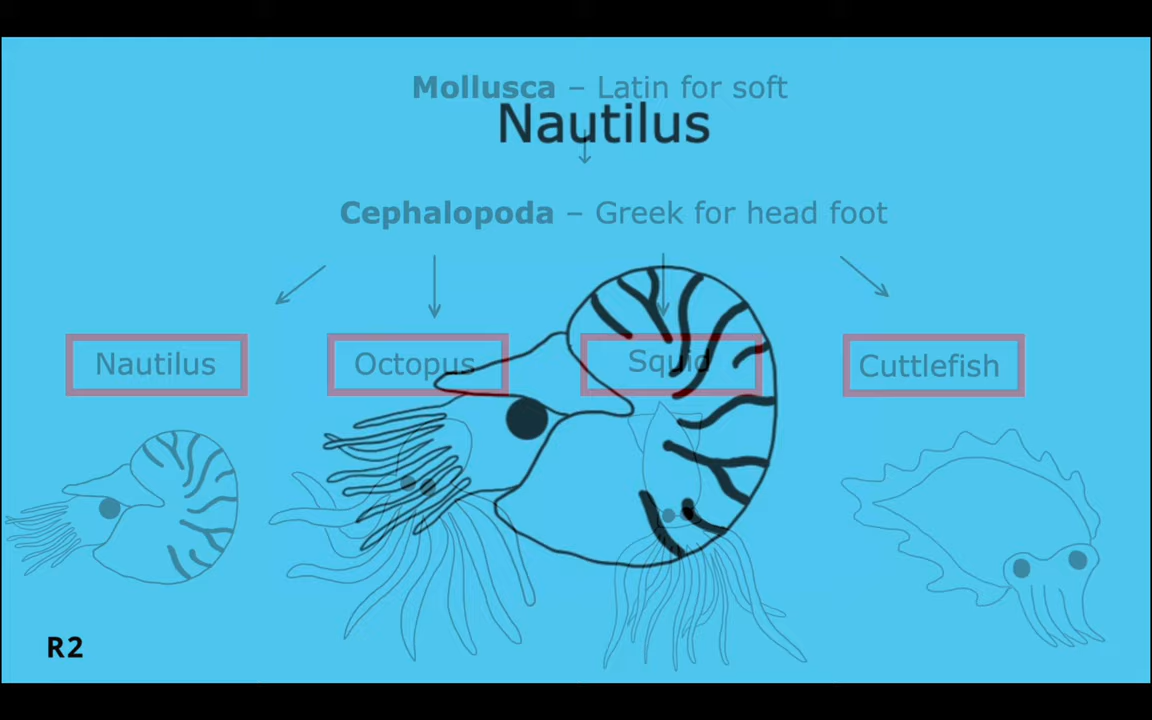 Mollusca – Latin for soft
Nautilus
Cephalopoda – Greek for head foot
Nautilus
Octopus
Squid
Cuttlefish
R2